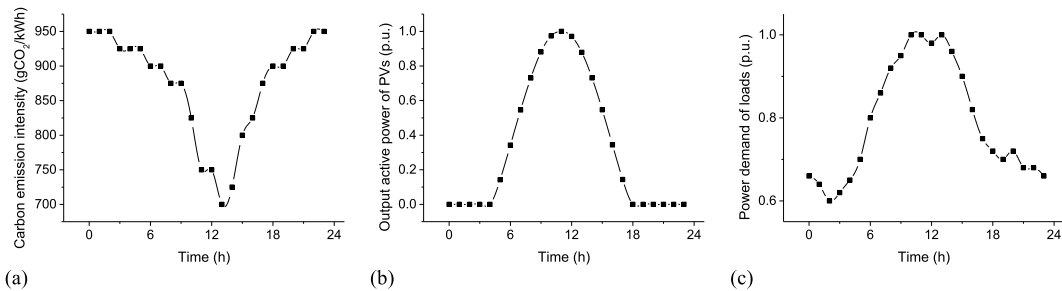 Carbon emission intensity (gCO₂/kWh)
950
900
850
800
750
700
0 6 12 18 24
Time (h)
(a)
Output active power of PVs (p.u.)
1.0
0.8
0.6
0.4
0.2
0.0
0 6 12 18 24
Time (h)
(b)
Power demand of loads (p.u.)
1.0
0.8
0.6
0 6 12 18 24
Time (h)
(c)